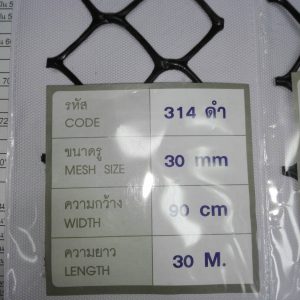 รหัส
CODE
314 ดำ
ขนาดรู
MESH SIZE
30 mm
ความกว้าง
WIDTH
90 cm
ความยาว
LENGTH
30 M.